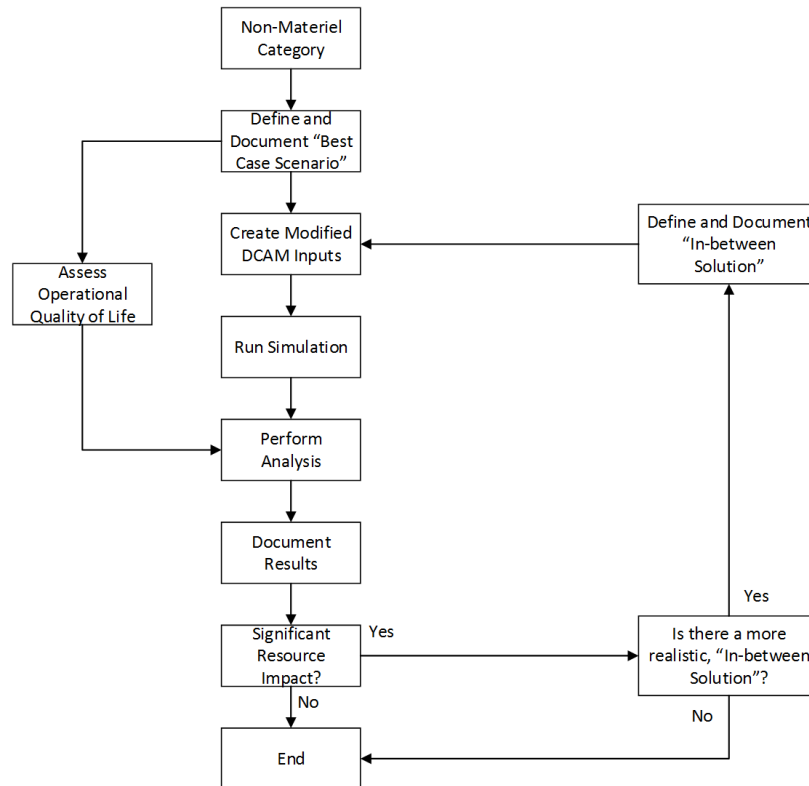 Non-Materiel
Category
Define and
Document “Best
Case Scenario”
Create Modified
DCAM Inputs
Define and Document
“In-between
Solution”
Assess
Operational
Quality of Life
Run Simulation
Perform
Analysis
Document
Results
Significant
Resource
Impact?
Yes
No
Is there a more
realistic, “In-between
Solution”?
Yes
No
End